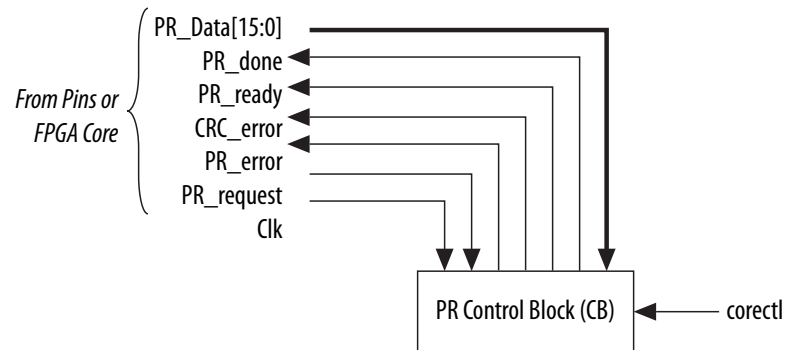 PR_Data[15:0]
PR_done
PR_ready
From Pins or
FPGA Core
CRC_error
PR_error
PR_request
Clk
PR Control Block (CB)
corectl